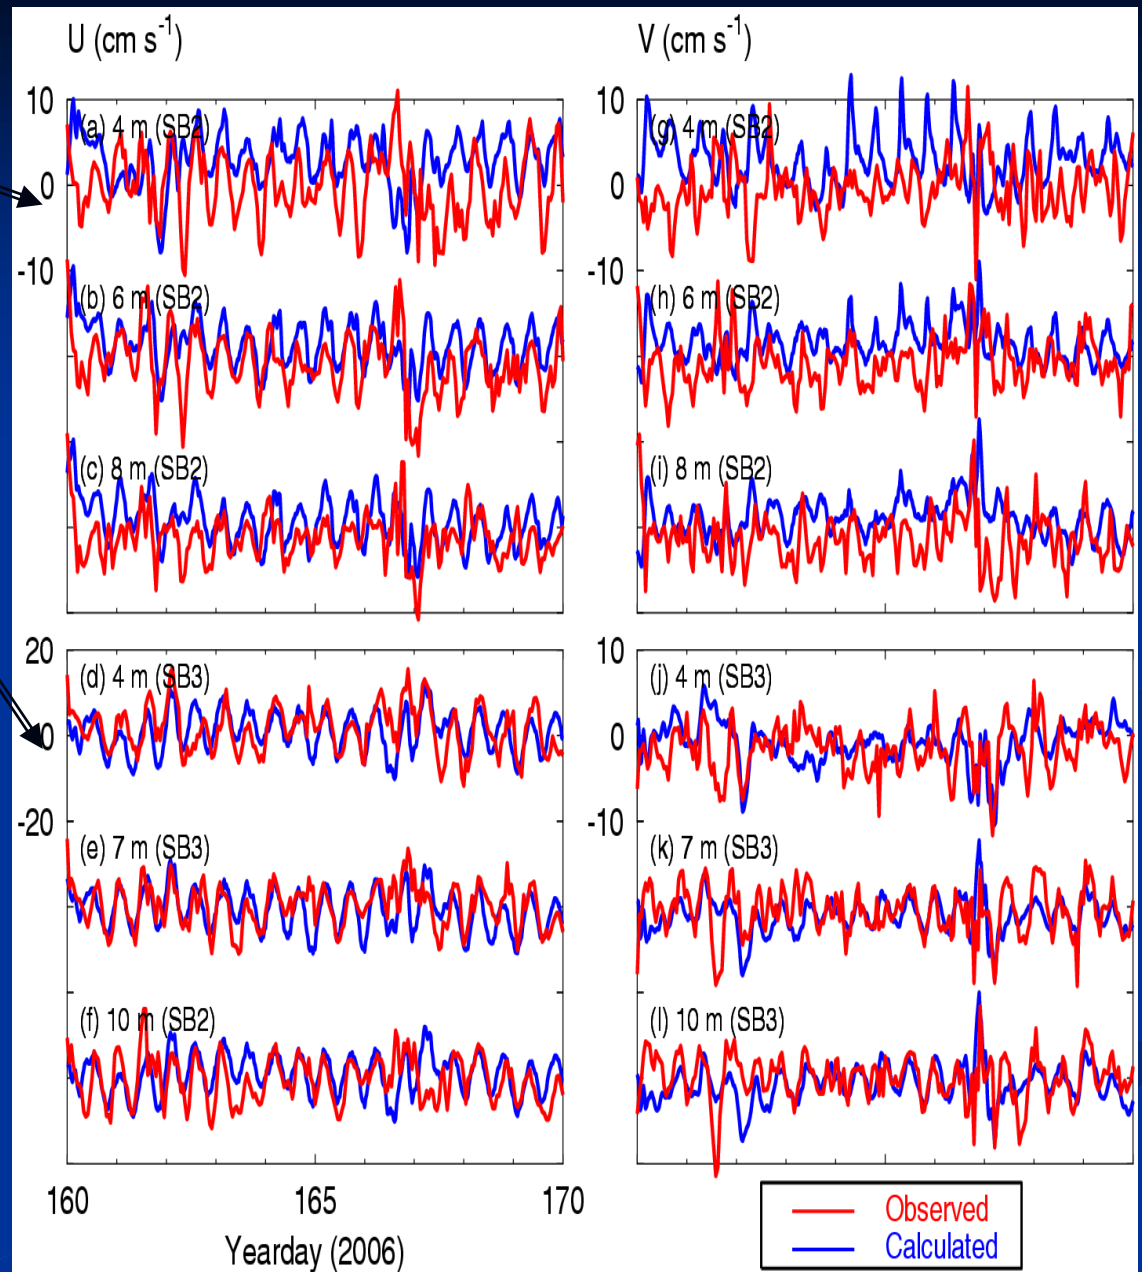 U (cm s⁻¹)
V (cm s⁻¹)
10
(a) 4 m (SB2)
0
-10
(b) 6 m (SB2)
(c) 8 m (SB2)
20
(d) 4 m (SB3)
0
-20
(e) 7 m (SB3)
(f) 10 m (SB2)
160
165
170
Yearday (2006)
10
(g) 4 m (SB2)
0
-10
(h) 6 m (SB2)
(i) 8 m (SB2)
10
(j) 4 m (SB3)
0
-10
(k) 7 m (SB3)
(l) 10 m (SB3)
Observed
Calculated